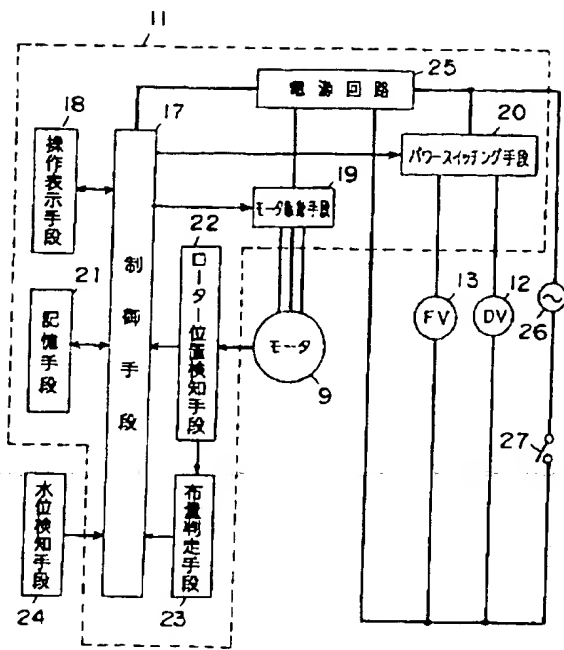 11
25
電源回路
18
17
20
操作表示手段
パワースイッチング手段
19
モータ駆動手段
22
21
制御手段
ローター位置検知手段
記憶手段
13
12
FV
DV
26
モータ
9
27
水位検知手段
布量判定手段
24
23